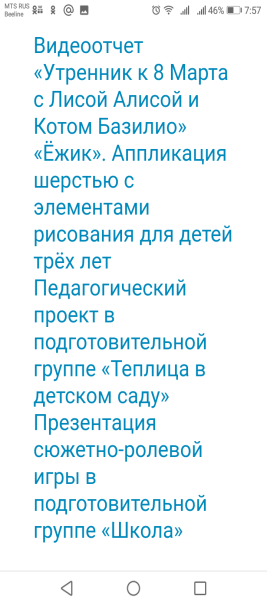 MTS RUS
Beeline
46%
7:57
Видеоотчет
«Утренник к 8 Марта
с Лисой Алисой и
Котом Базилио»
«Ёжик». Аппликация
шерстью с
элементами
рисования для детей
трёх лет
Педагогический
проект в
подготовительной
группе «Теплица в
детском саду»
Презентация
сюжетно-ролевой
игры в
подготовительной
группе «Школа»